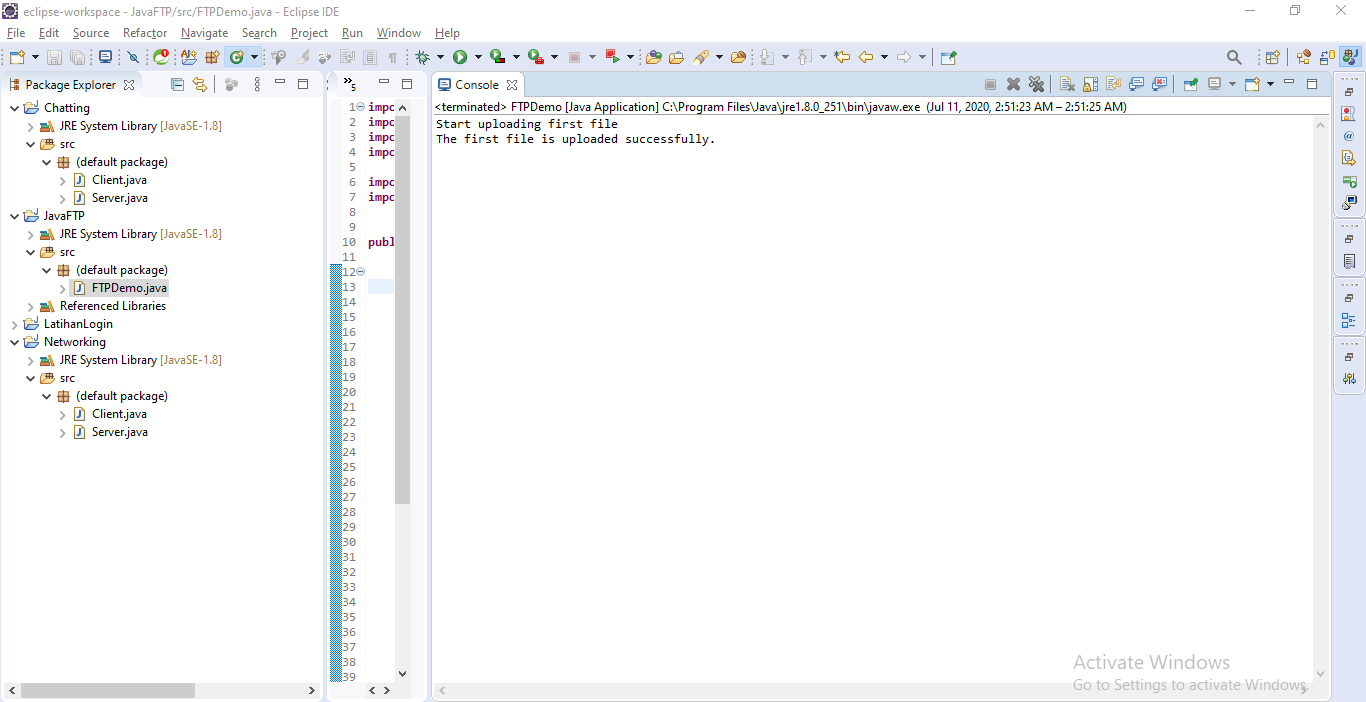 eclipse-workspace - JavaFTP/src/FTPDemo.java - Eclipse IDE
File Edit Source Refactor Navigate Search Project Run Window Help
Package Explorer
Chatting
JRE System Library [JavaSE-1.8]
src
(default package)
Client.java
Server.java
JavaFTP
JRE System Library [JavaSE-1.8]
src
(default package)
FTPDemo.java
Referenced Libraries
LatihanLogin
Networking
JRE System Library [JavaSE-1.8]
src
(default package)
Client.java
Server.java
»5
1 impo
2 impo
3 impo
4 impo
5
6 impo
7 impo
8
9
10 publ
11
12
13
14
15
16
17
18
19
20
21
22
23
24
25
26
27
28
29
30
31
32
33
34
35
36
37
38
39
Console
<terminated> FTPDemo [Java Application] C:\Program Files\Java\jre1.8.0_251\bin\javaw.exe (Jul 11, 2020, 2:51:23 AM – 2:51:25 AM)
Start uploading first file
The first file is uploaded successfully.
Activate Windows
Go to Settings to activate Windows.